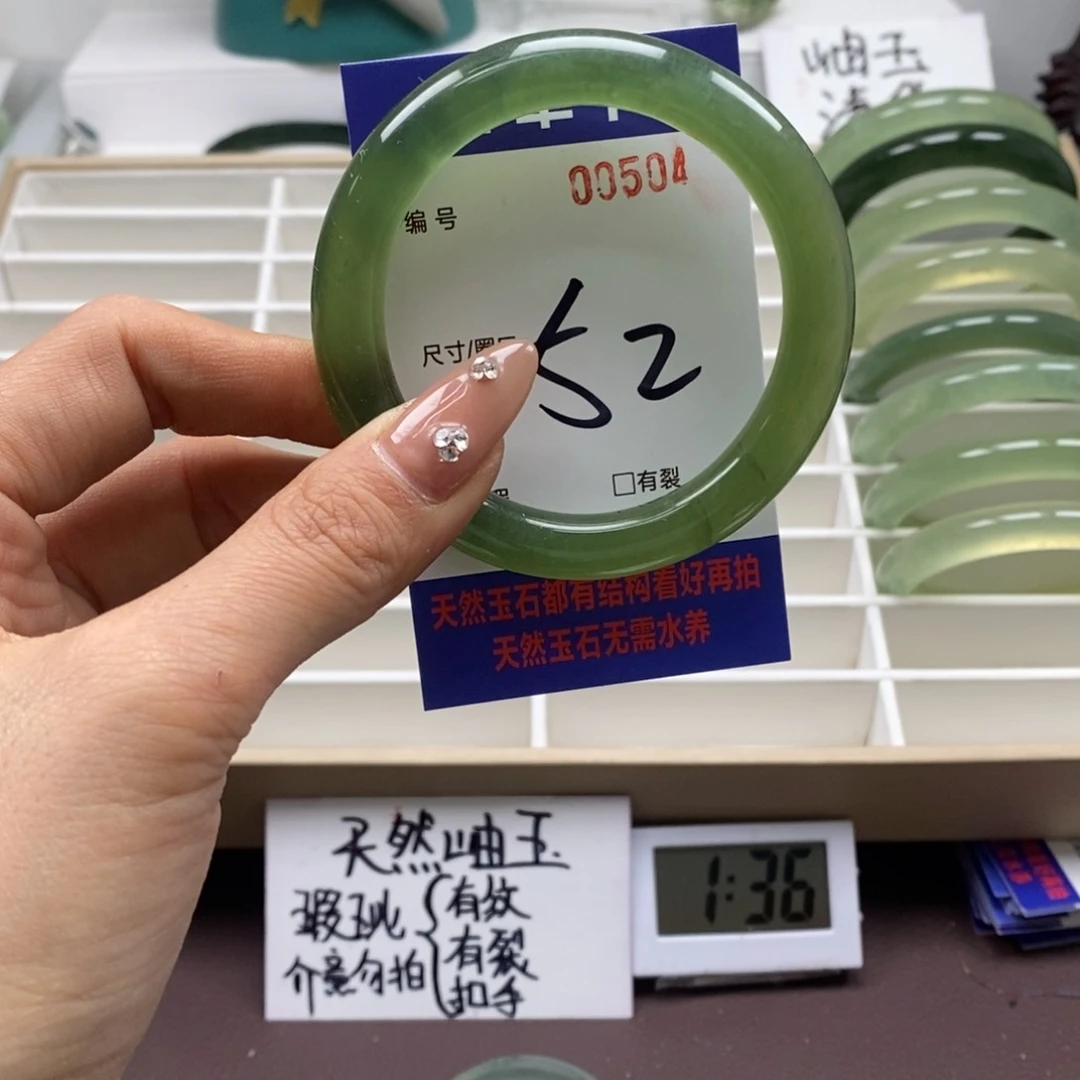 岫玉
00504
编号
尺寸/圈口
52
□有裂
天然玉石都有结构看好再拍
天然玉石无需水养
天然岫玉
瑕玼
介意勿拍
有纹
有裂
扣手
1:36